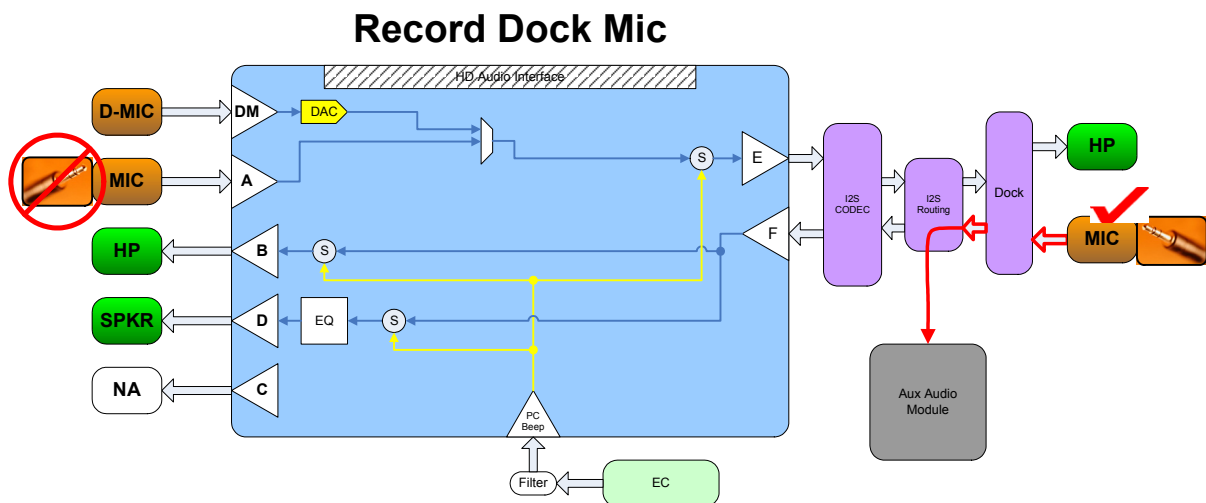 Record Dock Mic
HD Audio Interface
D-MIC
DM
DAC
MIC
A
S
E
I2S
CODEC
I2S
Routing
Dock
HP
MIC
HP
B
S
F
SPKR
D
EQ
S
NA
C
PC
Beep
Aux Audio
Module
Filter
EC